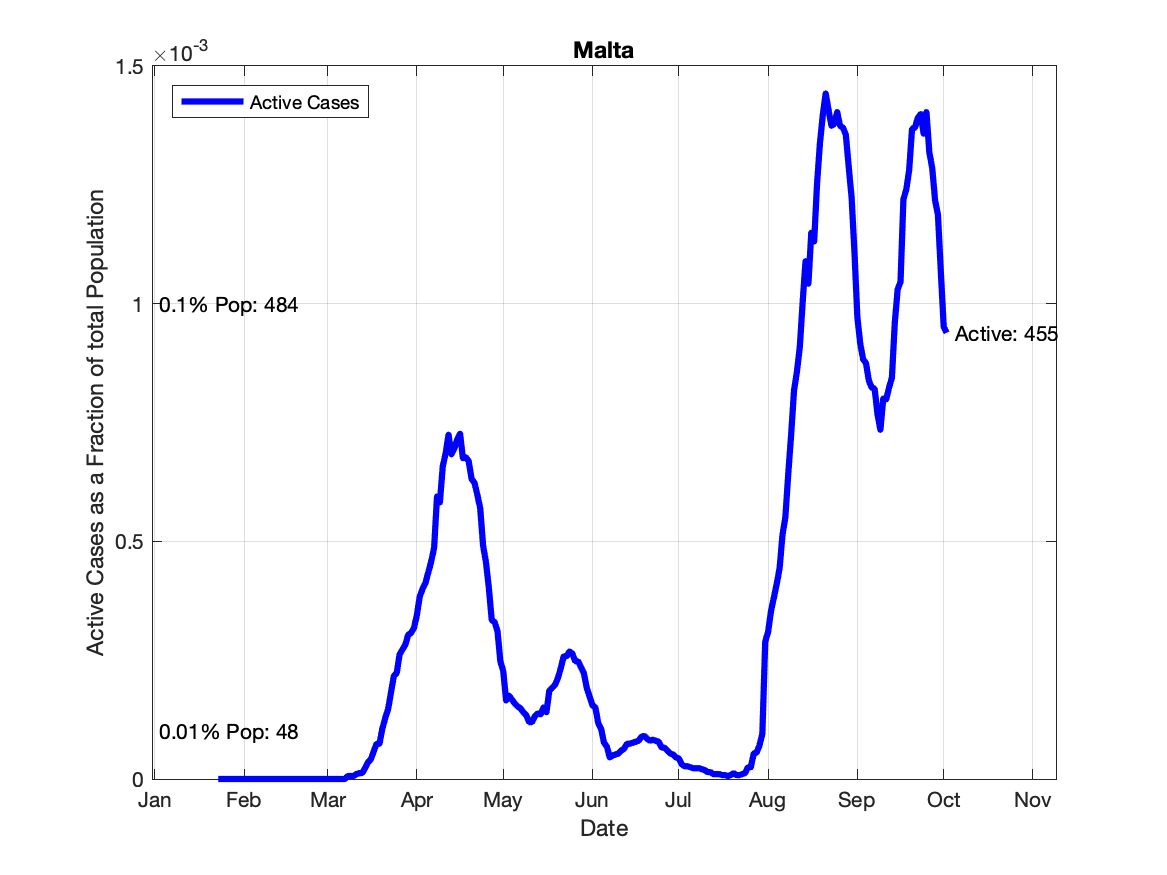 Malta
×10-3
1.5
Active Cases
1
0.1% Pop: 484
Active: 455
0.5
0.01% Pop: 48
0
Jan Feb Mar Apr May Jun Jul Aug Sep Oct Nov
Date
Active Cases as a Fraction of total Population